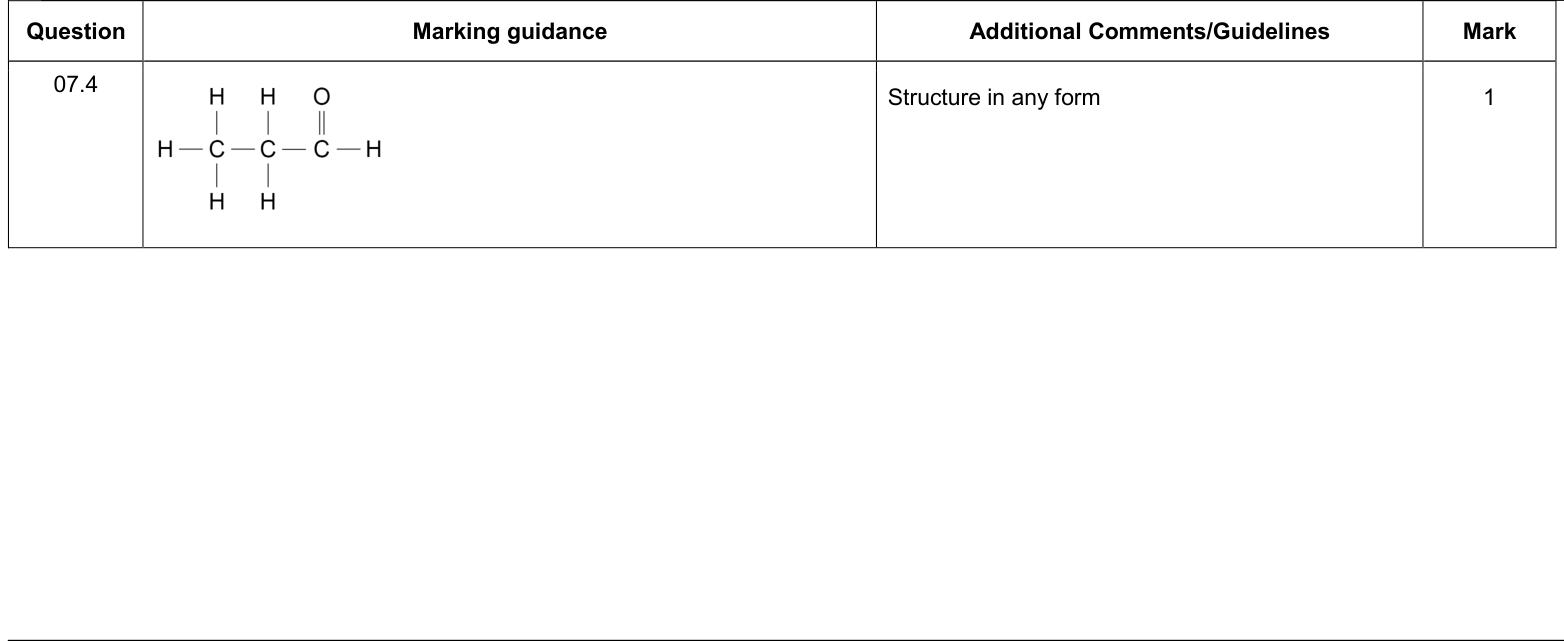 Question Marking guidance Additional Comments/Guidelines Mark
07.4
H H O
Structure in any form 1
H C C C H
H H